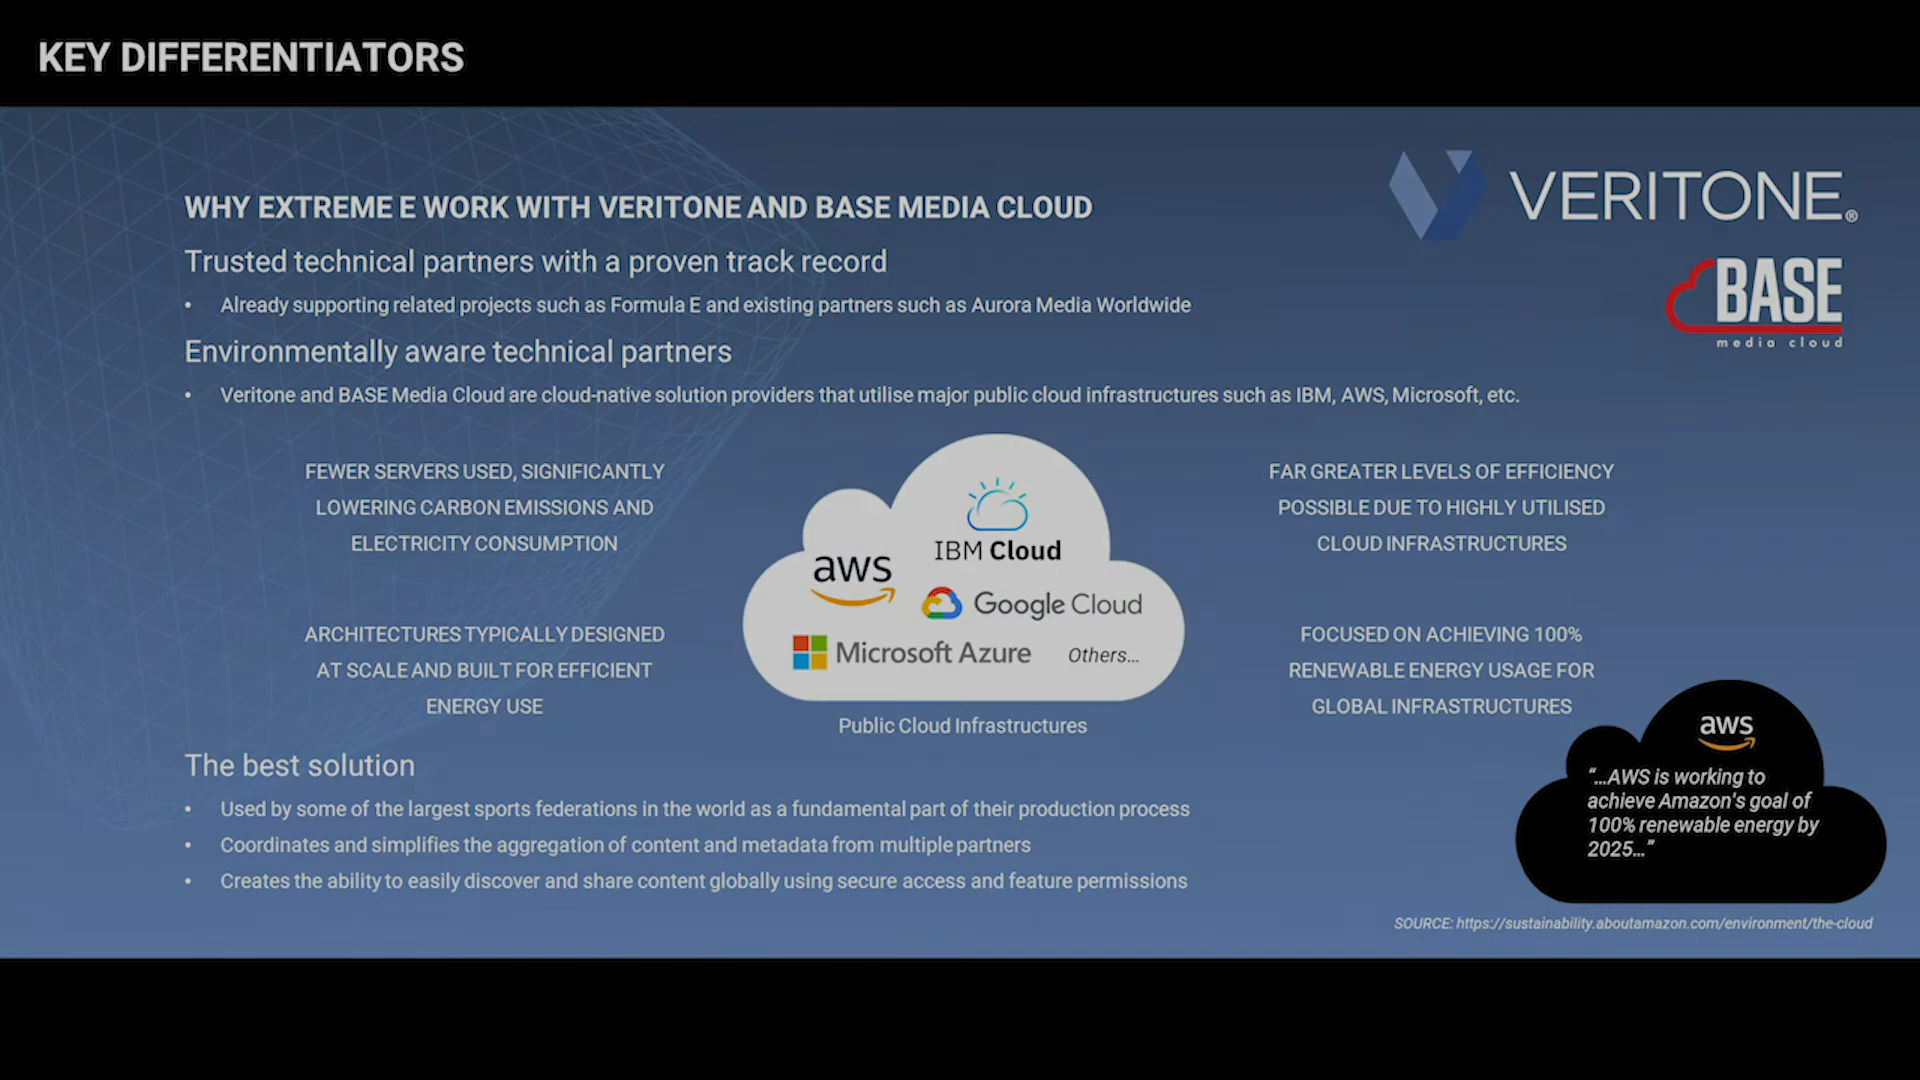 KEY DIFFERENTIATORS
VERITONE®
BASE
media cloud
WHY EXTREME E WORK WITH VERITONE AND BASE MEDIA CLOUD
Trusted technical partners with a proven track record
• Already supporting related projects such as Formula E and existing partners such as Aurora Media Worldwide
Environmentally aware technical partners
• Veritone and BASE Media Cloud are cloud-native solution providers that utilise major public cloud infrastructures such as IBM, AWS, Microsoft, etc.
FEWER SERVERS USED, SIGNIFICANTLY
LOWERING CARBON EMISSIONS AND
ELECTRICITY CONSUMPTION
ARCHITECTURES TYPICALLY DESIGNED
AT SCALE AND BUILT FOR EFFICIENT
ENERGY USE
IBM Cloud
aws
Google Cloud
Microsoft Azure
Others...
Public Cloud Infrastructures
FAR GREATER LEVELS OF EFFICIENCY
POSSIBLE DUE TO HIGHLY UTILISED
CLOUD INFRASTRUCTURES
FOCUSED ON ACHIEVING 100%
RENEWABLE ENERGY USAGE FOR
GLOBAL INFRASTRUCTURES
The best solution
• Used by some of the largest sports federations in the world as a fundamental part of their production process
• Coordinates and simplifies the aggregation of content and metadata from multiple partners
• Creates the ability to easily discover and share content globally using secure access and feature permissions
aws
“...AWS is working to
achieve Amazon's goal of
100% renewable energy by
2025...”
SOURCE: https://sustainability.aboutamazon.com/environment/the-cloud